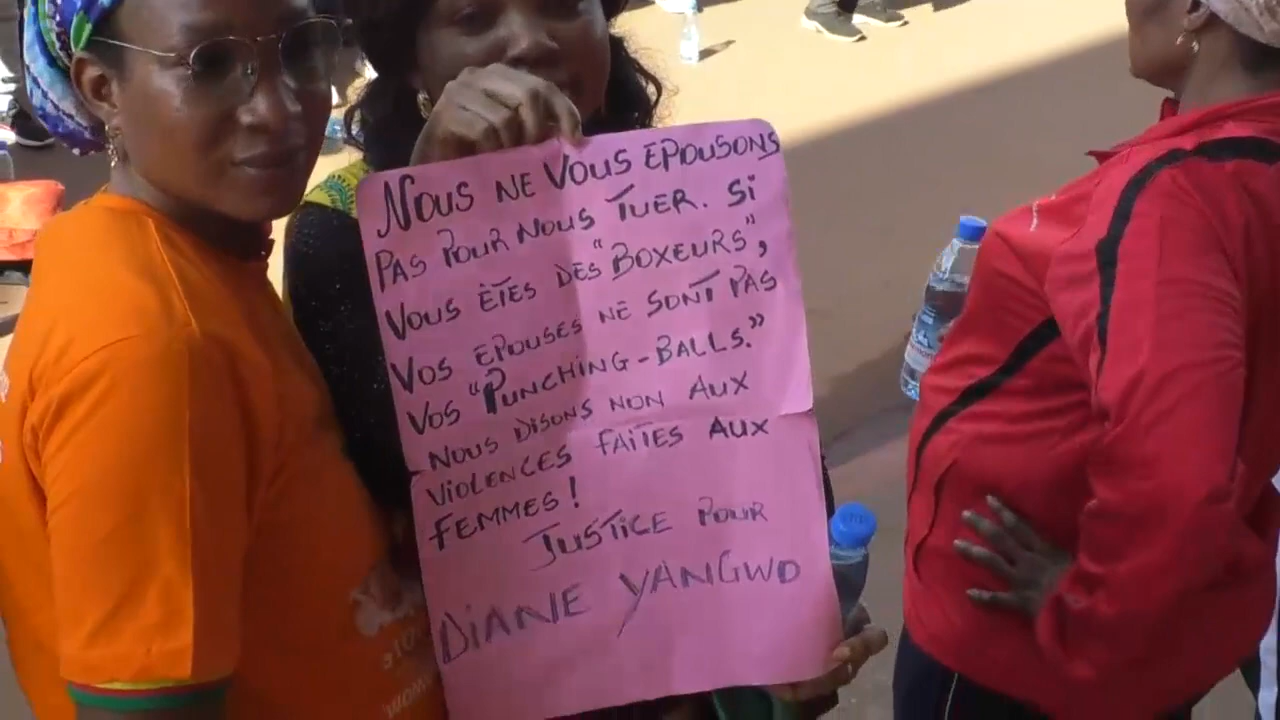 NOUS NE VOUS EPOUSONS
PAS POUR NOUS TUER. Si
VOUS ÊTES DES "BOXEURS",
VOS EPOUSES NE SONT PAS
VOS "PUNCHING-BALLS."
NOUS DISONS NON AUX
VIOLENCES FAITES AUX
FEMMES!
JUSTICE POUR
DIANE YANGWO